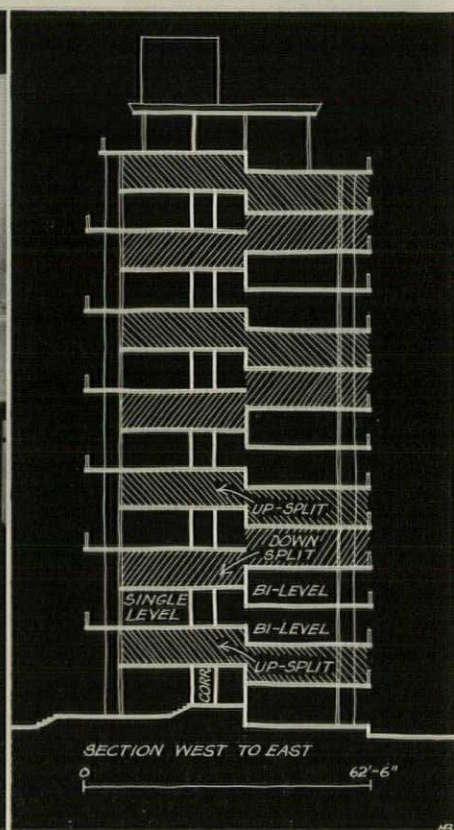 UP-SPLIT
DOWN
SPLIT
SINGLE
LEVEL
BI-LEVEL
BI-LEVEL
UP-SPLIT
CORR.
SECTION WEST TO EAST
0 62'-6"